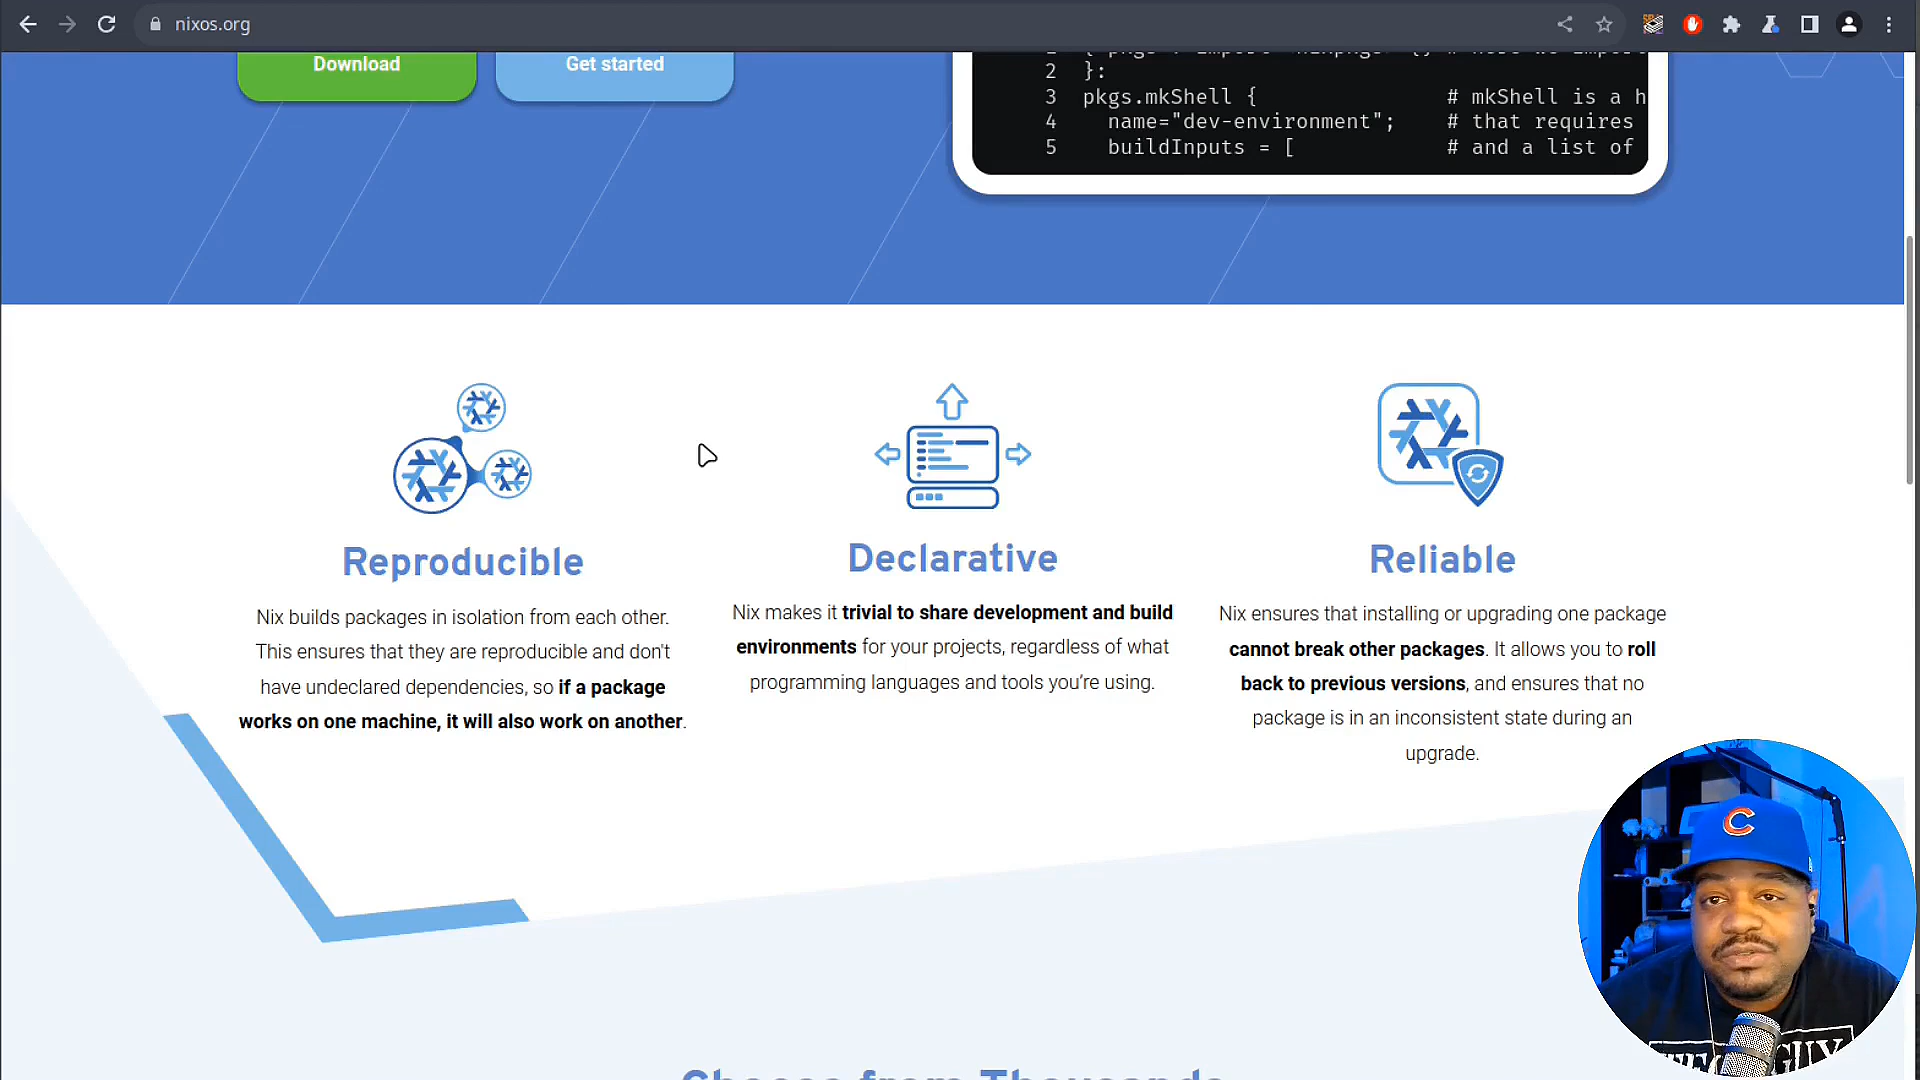 nixos.org
Download
Get started
2 }:
3 pkgs.mkShell { # mkShell is a h
4 name="dev-environment"; # that requires
5 buildInputs = [ # and a list of
Reproducible
Nix builds packages in isolation from each other.
This ensures that they are reproducible and don't
have undeclared dependencies, so if a package
works on one machine, it will also work on another.
Declarative
Nix makes it trivial to share development and build
environments for your projects, regardless of what
programming languages and tools you're using.
Reliable
Nix ensures that installing or upgrading one package
cannot break other packages. It allows you to roll
back to previous versions, and ensures that no
package is in an inconsistent state during an
upgrade.
C
Choose from Thousands